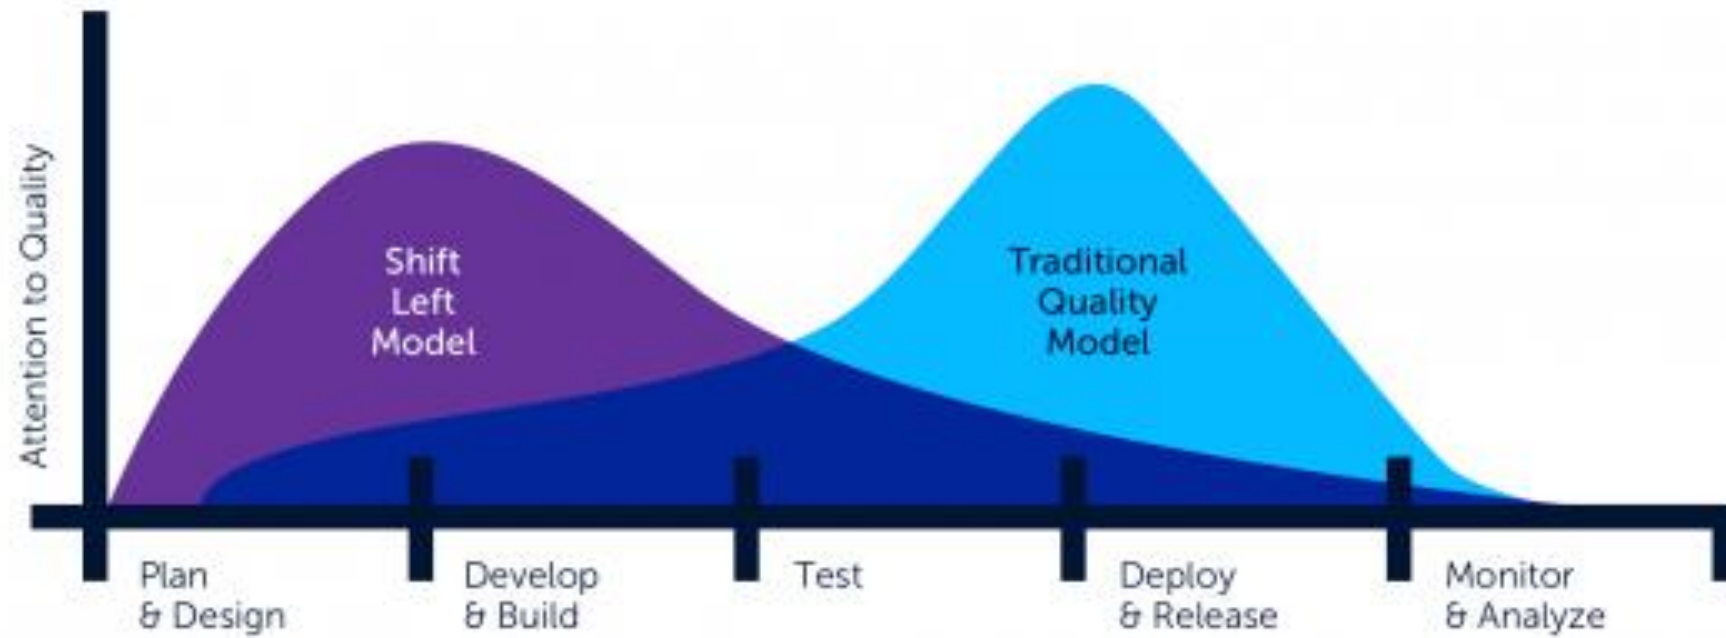 Attention to Quality
Shift
Left
Model
Traditional
Quality
Model
Plan
& Design
Develop
& Build
Test
Deploy
& Release
Monitor
& Analyze